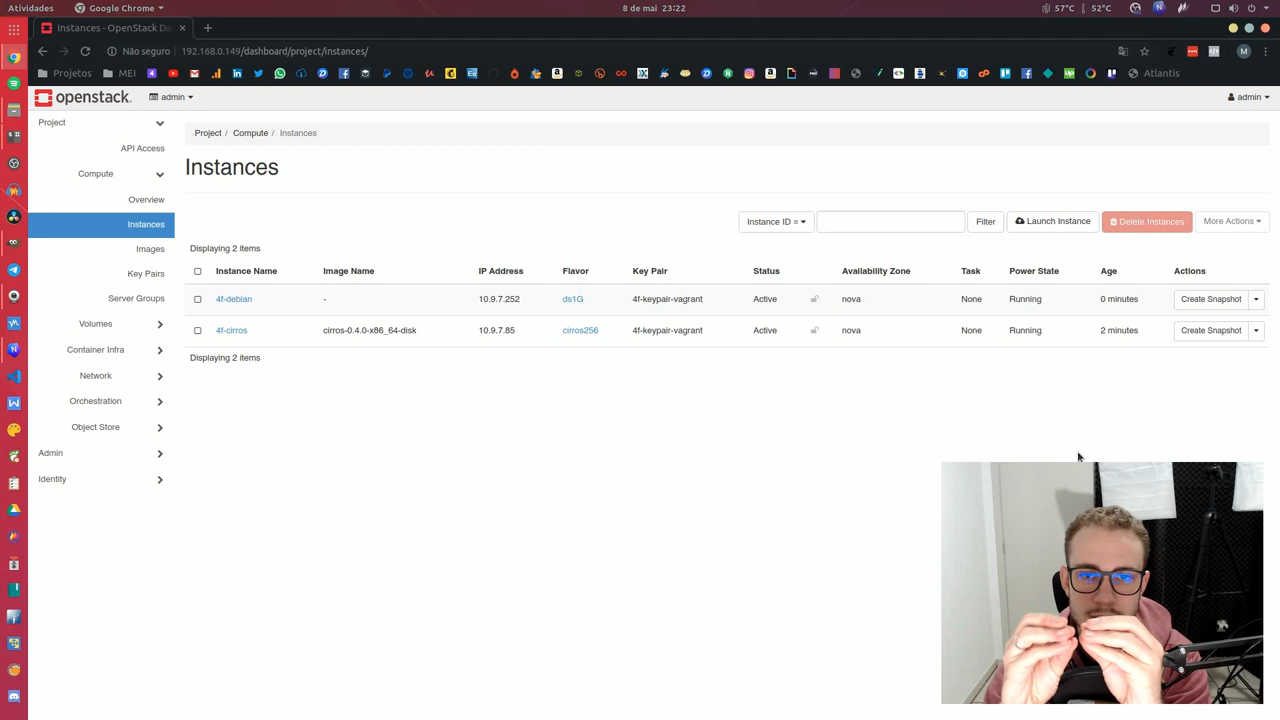 Atividades
Google Chrome
8 de mai 23:22
57°C
52°C
Instances - OpenStack Da
Não seguro
192.168.0.149/dashboard/project/instances/
Projetos
MEI
Atlantis
openstack.
admin
admin
Project
API Access
Compute
Overview
Instances
Images
Key Pairs
Server Groups
Volumes
Container Infra
Network
Orchestration
Object Store
Admin
Identity
Project / Compute / Instances
Instances
Instance ID =
Filter
Launch Instance
Delete Instances
More Actions
Displaying 2 items
Instance Name Image Name IP Address Flavor Key Pair Status Availability Zone Task Power State Age Actions
4f-debian - 10.9.7.252 ds1G 4f-keypair-vagrant Active nova None Running 0 minutes Create Snapshot
4f-cirros cirros-0.4.0-x86_64-disk 10.9.7.85 cirros256 4f-keypair-vagrant Active nova None Running 2 minutes Create Snapshot
Displaying 2 items